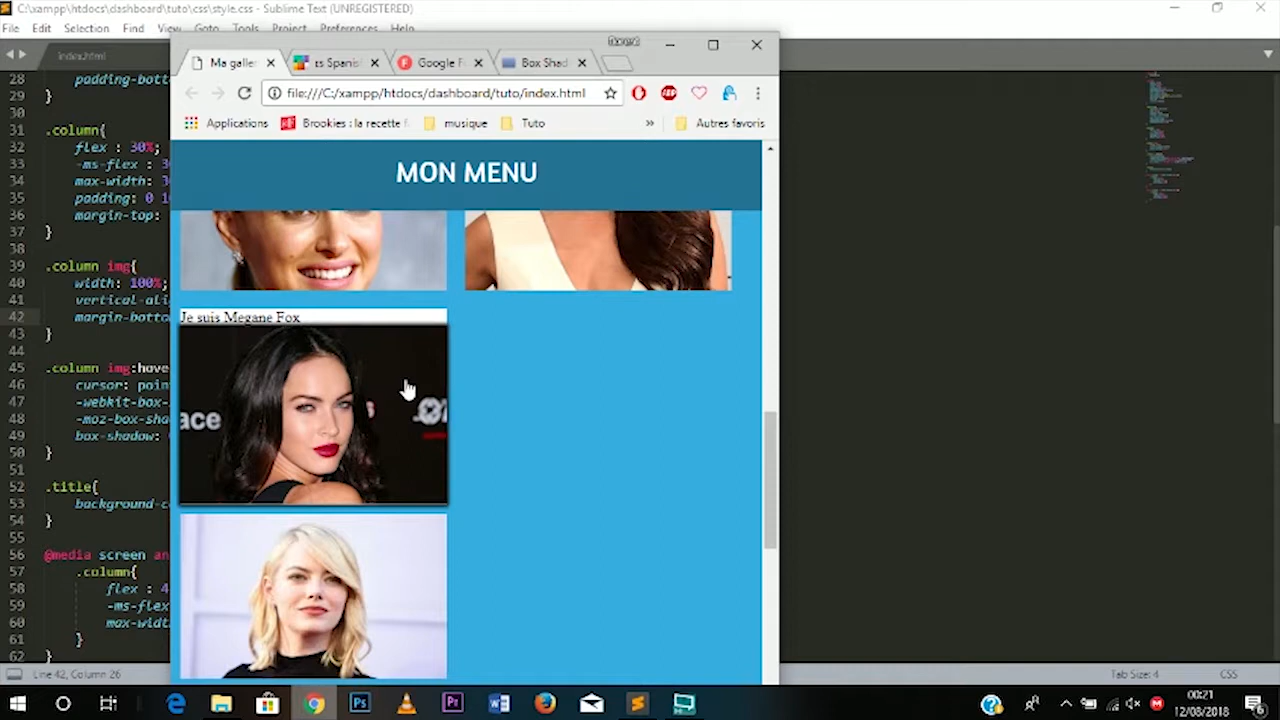 C:\xampp\htdocs\dashboard\tuto\css\style.css - Sublime Text (UNREGISTERED)
File Edit Selection Find View Goto Tools Project Preferences Help
index.html
Ma galler
ts Spanis
Google F
Box Shad
file:///C:/xampp/htdocs/dashboard/tuto/index.html
Applications
Brookies : la recette
musique
Tuto
»
Autres favoris
MON MENU
Je suis Megane Fox
28 padding-bott
29 }
30
31 .column{
32 flex : 30%;
33 -ms-flex : 3
34 max-width: 3
35 padding: 0 1
36 margin-top:
37 }
38
39 .column img{
40 width: 100%;
41 vertical-ali
42 margin-botto
43 }
44
45 .column img:hove
46 cursor: poin
47 -webkit-box-
48 -moz-box-sha
49 box-shadow:
50 }
51
52 .title{
53 background-c
54 }
55
56 @media screen an
57 .column{
58 flex : 4
59 -ms-flex
60 max-widt
61 }
62 }
Line 42, Column 26
Tab Size: 4
CSS
00:21
12/08/2018